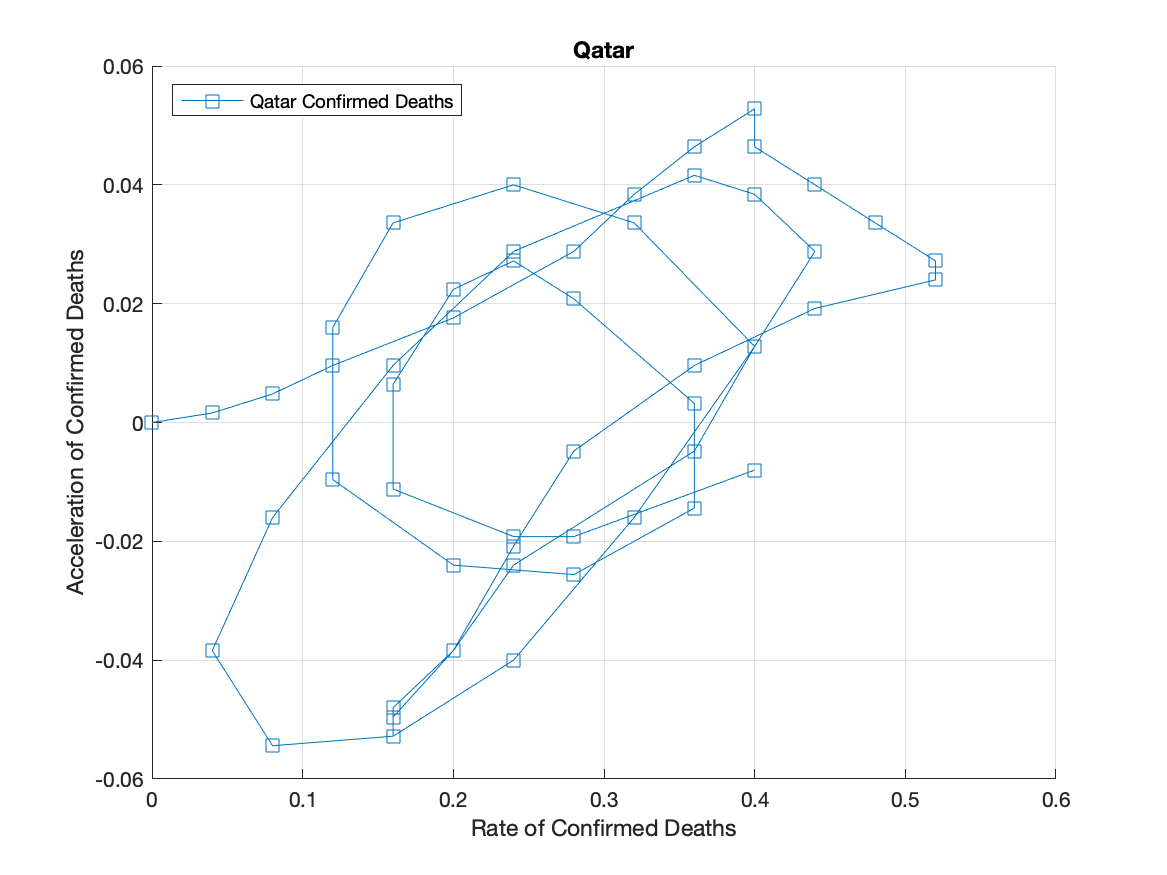 Qatar
Qatar Confirmed Deaths
Acceleration of Confirmed Deaths
0.06
0.04
0.02
0
-0.02
-0.04
-0.06
0 0.1 0.2 0.3 0.4 0.5 0.6
Rate of Confirmed Deaths